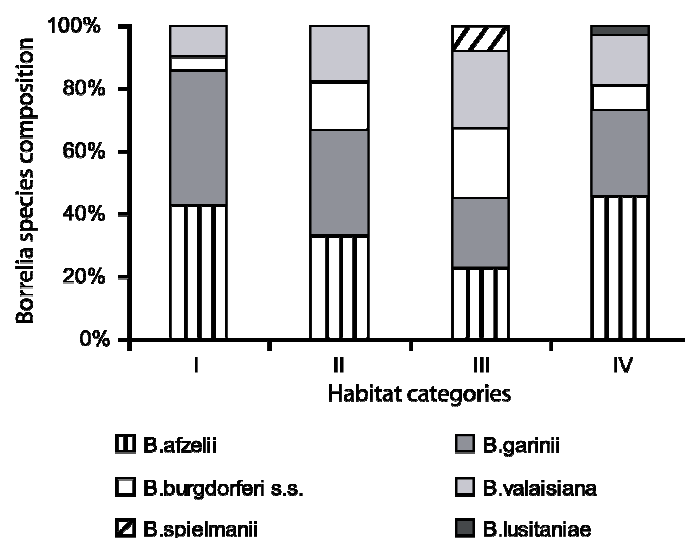 100%
80%
60%
40%
20%
0%
Borrelia species composition
I II III IV
Habitat categories
B.afzelii B.garinii
B.burgdorferi s.s. B.valaisiana
B.spielmanii B.lusitaniae